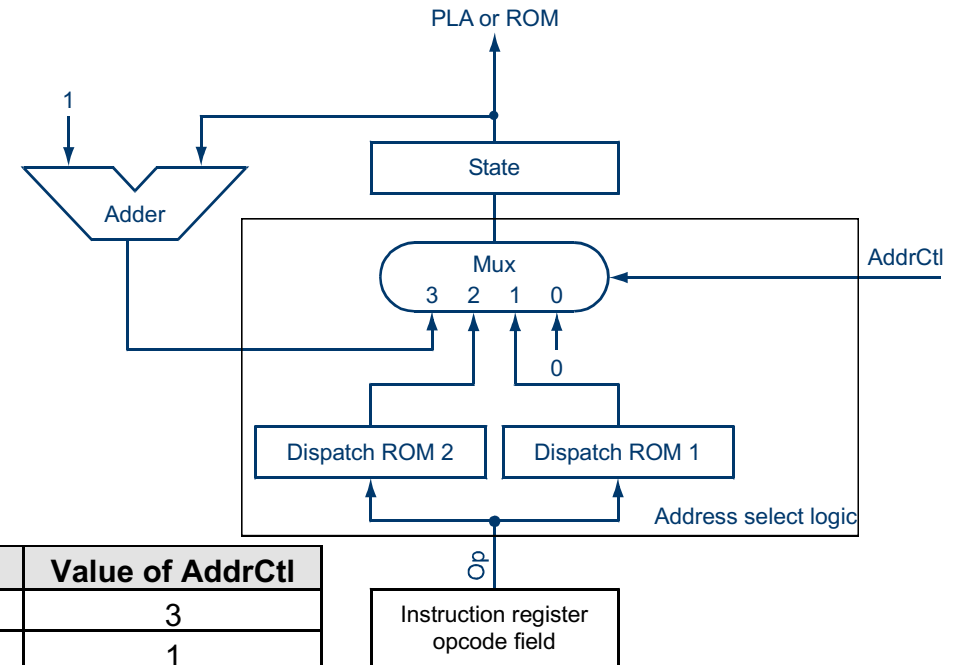 PLA or ROM
1
State
Adder
Mux
AddrCtl
3 2 1 0
0
Dispatch ROM 2
Dispatch ROM 1
Address select logic
Op
Value of AddrCtl
3
1
Instruction register
opcode field